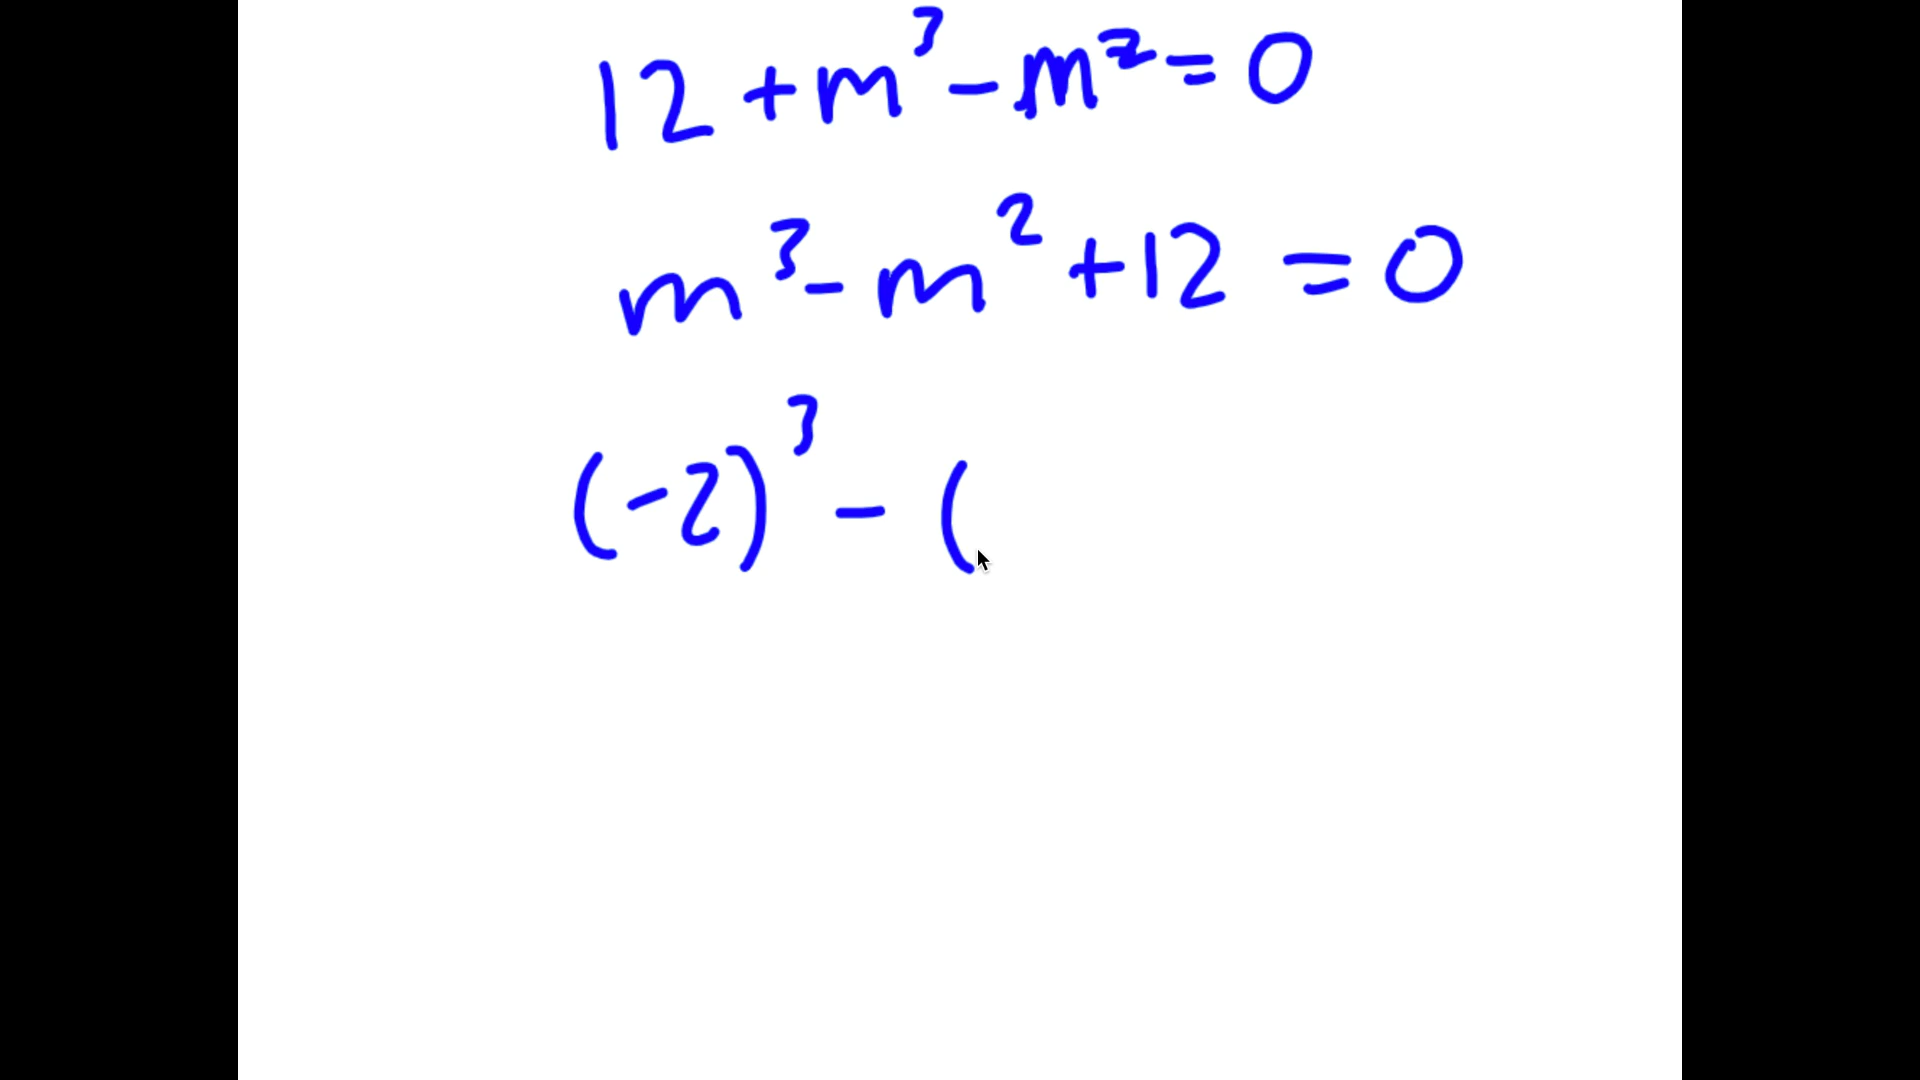 12 + m³ - m² = 0
m³ - m² + 12 = 0
(-2)³ - (